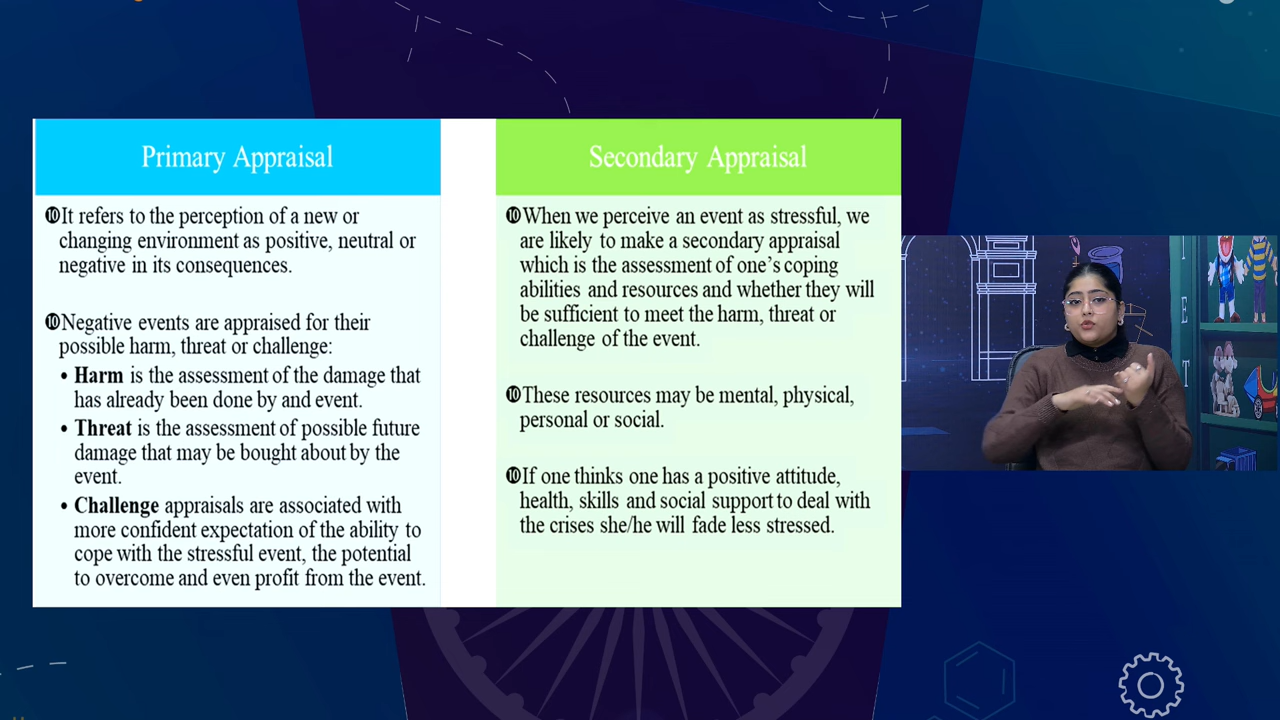 Primary Appraisal
❿It refers to the perception of a new or
changing environment as positive, neutral or
negative in its consequences.
❿Negative events are appraised for their
possible harm, threat or challenge:
• Harm is the assessment of the damage that
has already been done by and event.
• Threat is the assessment of possible future
damage that may be bought about by the
event.
• Challenge appraisals are associated with
more confident expectation of the ability to
cope with the stressful event, the potential
to overcome and even profit from the event.
Secondary Appraisal
❿When we perceive an event as stressful, we
are likely to make a secondary appraisal
which is the assessment of one’s coping
abilities and resources and whether they will
be sufficient to meet the harm, threat or
challenge of the event.
❿These resources may be mental, physical,
personal or social.
❿If one thinks one has a positive attitude,
health, skills and social support to deal with
the crises she/he will fade less stressed.